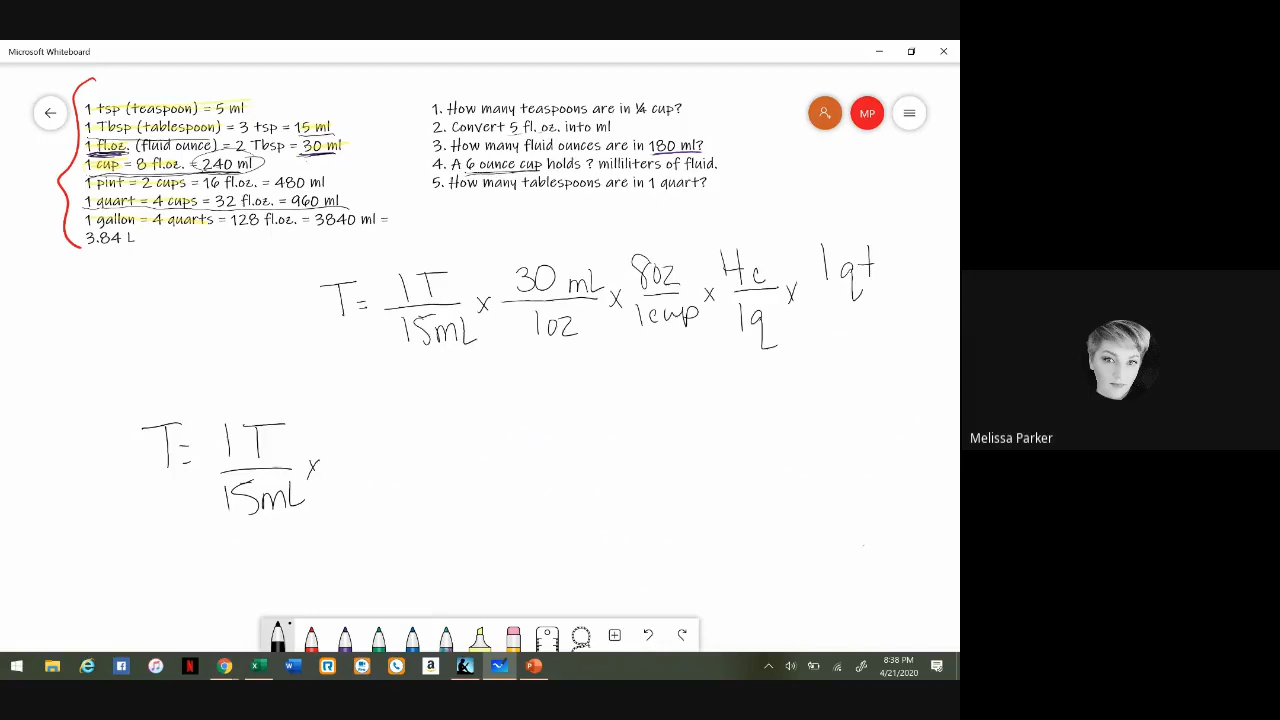 Microsoft Whiteboard
1 tsp (teaspoon) = 5 ml
1 Tbsp (tablespoon) = 3 tsp = 15 ml
1 fl.oz. (fluid ounce) = 2 Tbsp = 30 ml
1 cup = 8 fl.oz. = 240 ml
1 pint = 2 cups = 16 fl.oz. = 480 ml
1 quart = 4 cups = 32 fl.oz. = 960 ml
1 gallon = 4 quarts = 128 fl.oz. = 3840 ml =
3.84 L
1. How many teaspoons are in ¼ cup?
2. Convert 5 fl. oz. into ml
3. How many fluid ounces are in 180 ml?
4. A 6 ounce cup holds ? milliliters of fluid.
5. How many tablespoons are in 1 quart?
MP
T = 1T / 15mL x 30 mL / 1oz x 8oz / 1cup x 4c / 1q x 1qt
T = 1T / 15mL x
Melissa Parker
8:38 PM
4/21/2020